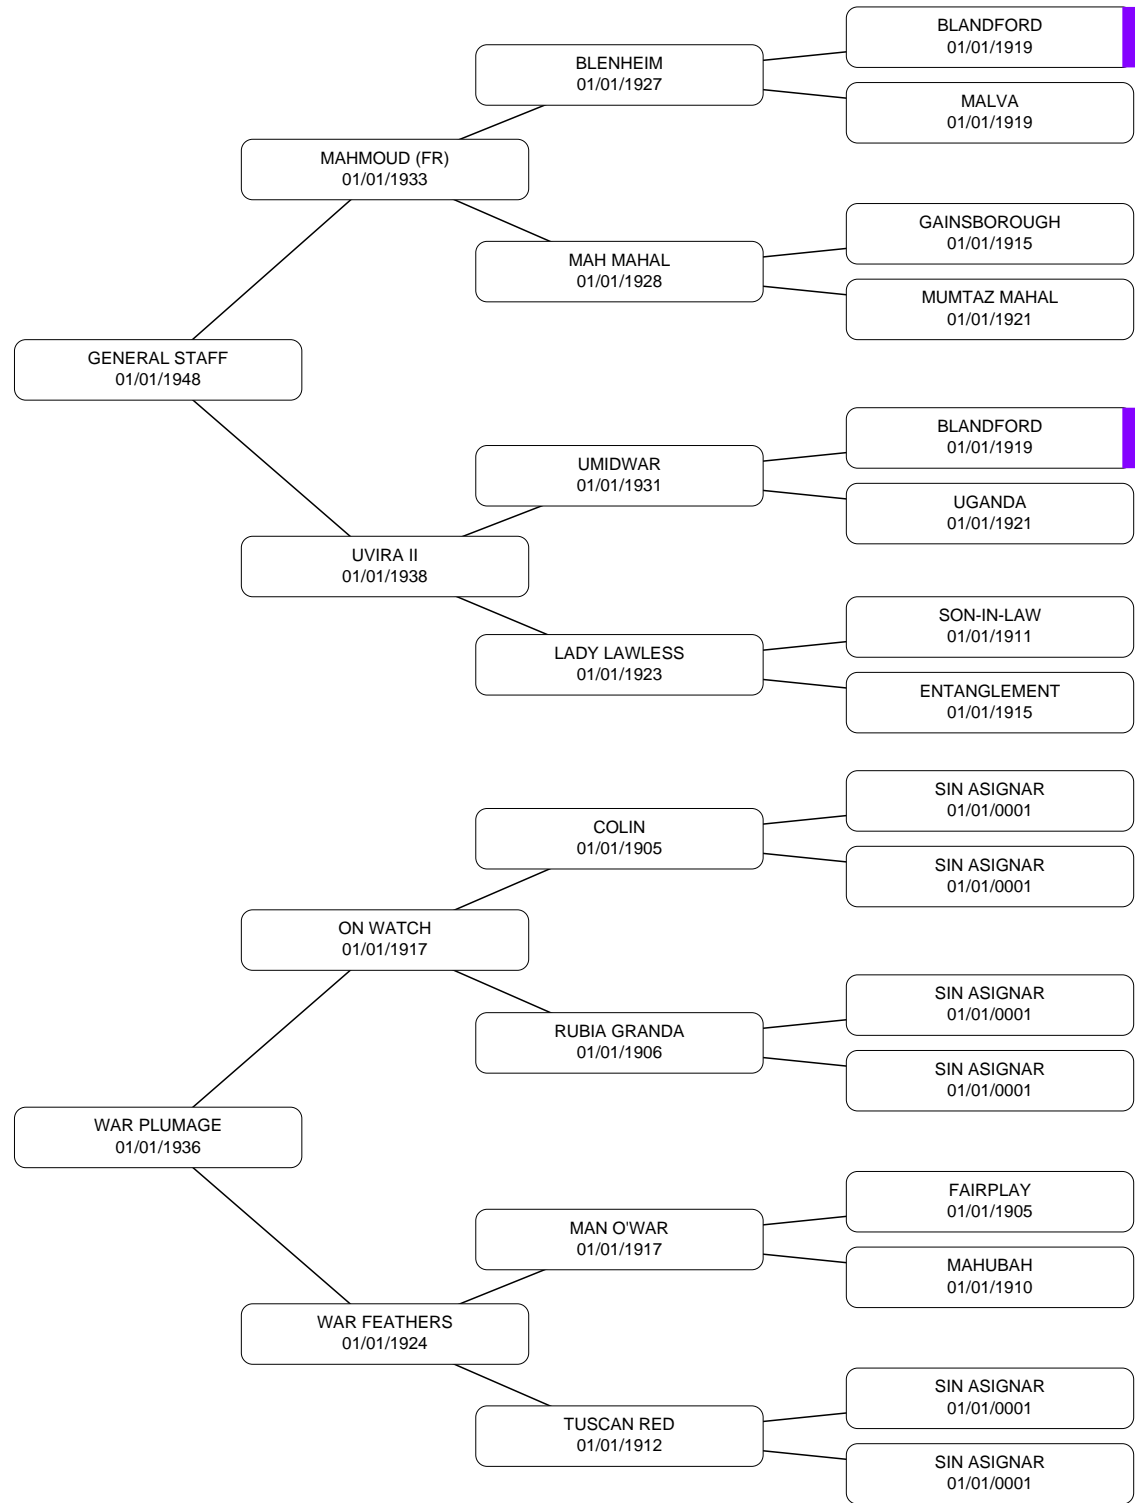 BLANDFORD
01/01/1919
BLENHEIM
01/01/1927
MALVA
01/01/1919
MAHMOUD (FR)
01/01/1933
GAINSBOROUGH
01/01/1915
MAH MAHAL
01/01/1928
MUMTAZ MAHAL
01/01/1921
GENERAL STAFF
01/01/1948
BLANDFORD
01/01/1919
UMIDWAR
01/01/1931
UGANDA
01/01/1921
UVIRA II
01/01/1938
SON-IN-LAW
01/01/1911
LADY LAWLESS
01/01/1923
ENTANGLEMENT
01/01/1915
SIN ASIGNAR
01/01/0001
COLIN
01/01/1905
SIN ASIGNAR
01/01/0001
ON WATCH
01/01/1917
SIN ASIGNAR
01/01/0001
RUBIA GRANDA
01/01/1906
SIN ASIGNAR
01/01/0001
WAR PLUMAGE
01/01/1936
FAIRPLAY
01/01/1905
MAN O'WAR
01/01/1917
MAHUBAH
01/01/1910
WAR FEATHERS
01/01/1924
SIN ASIGNAR
01/01/0001
TUSCAN RED
01/01/1912
SIN ASIGNAR
01/01/0001